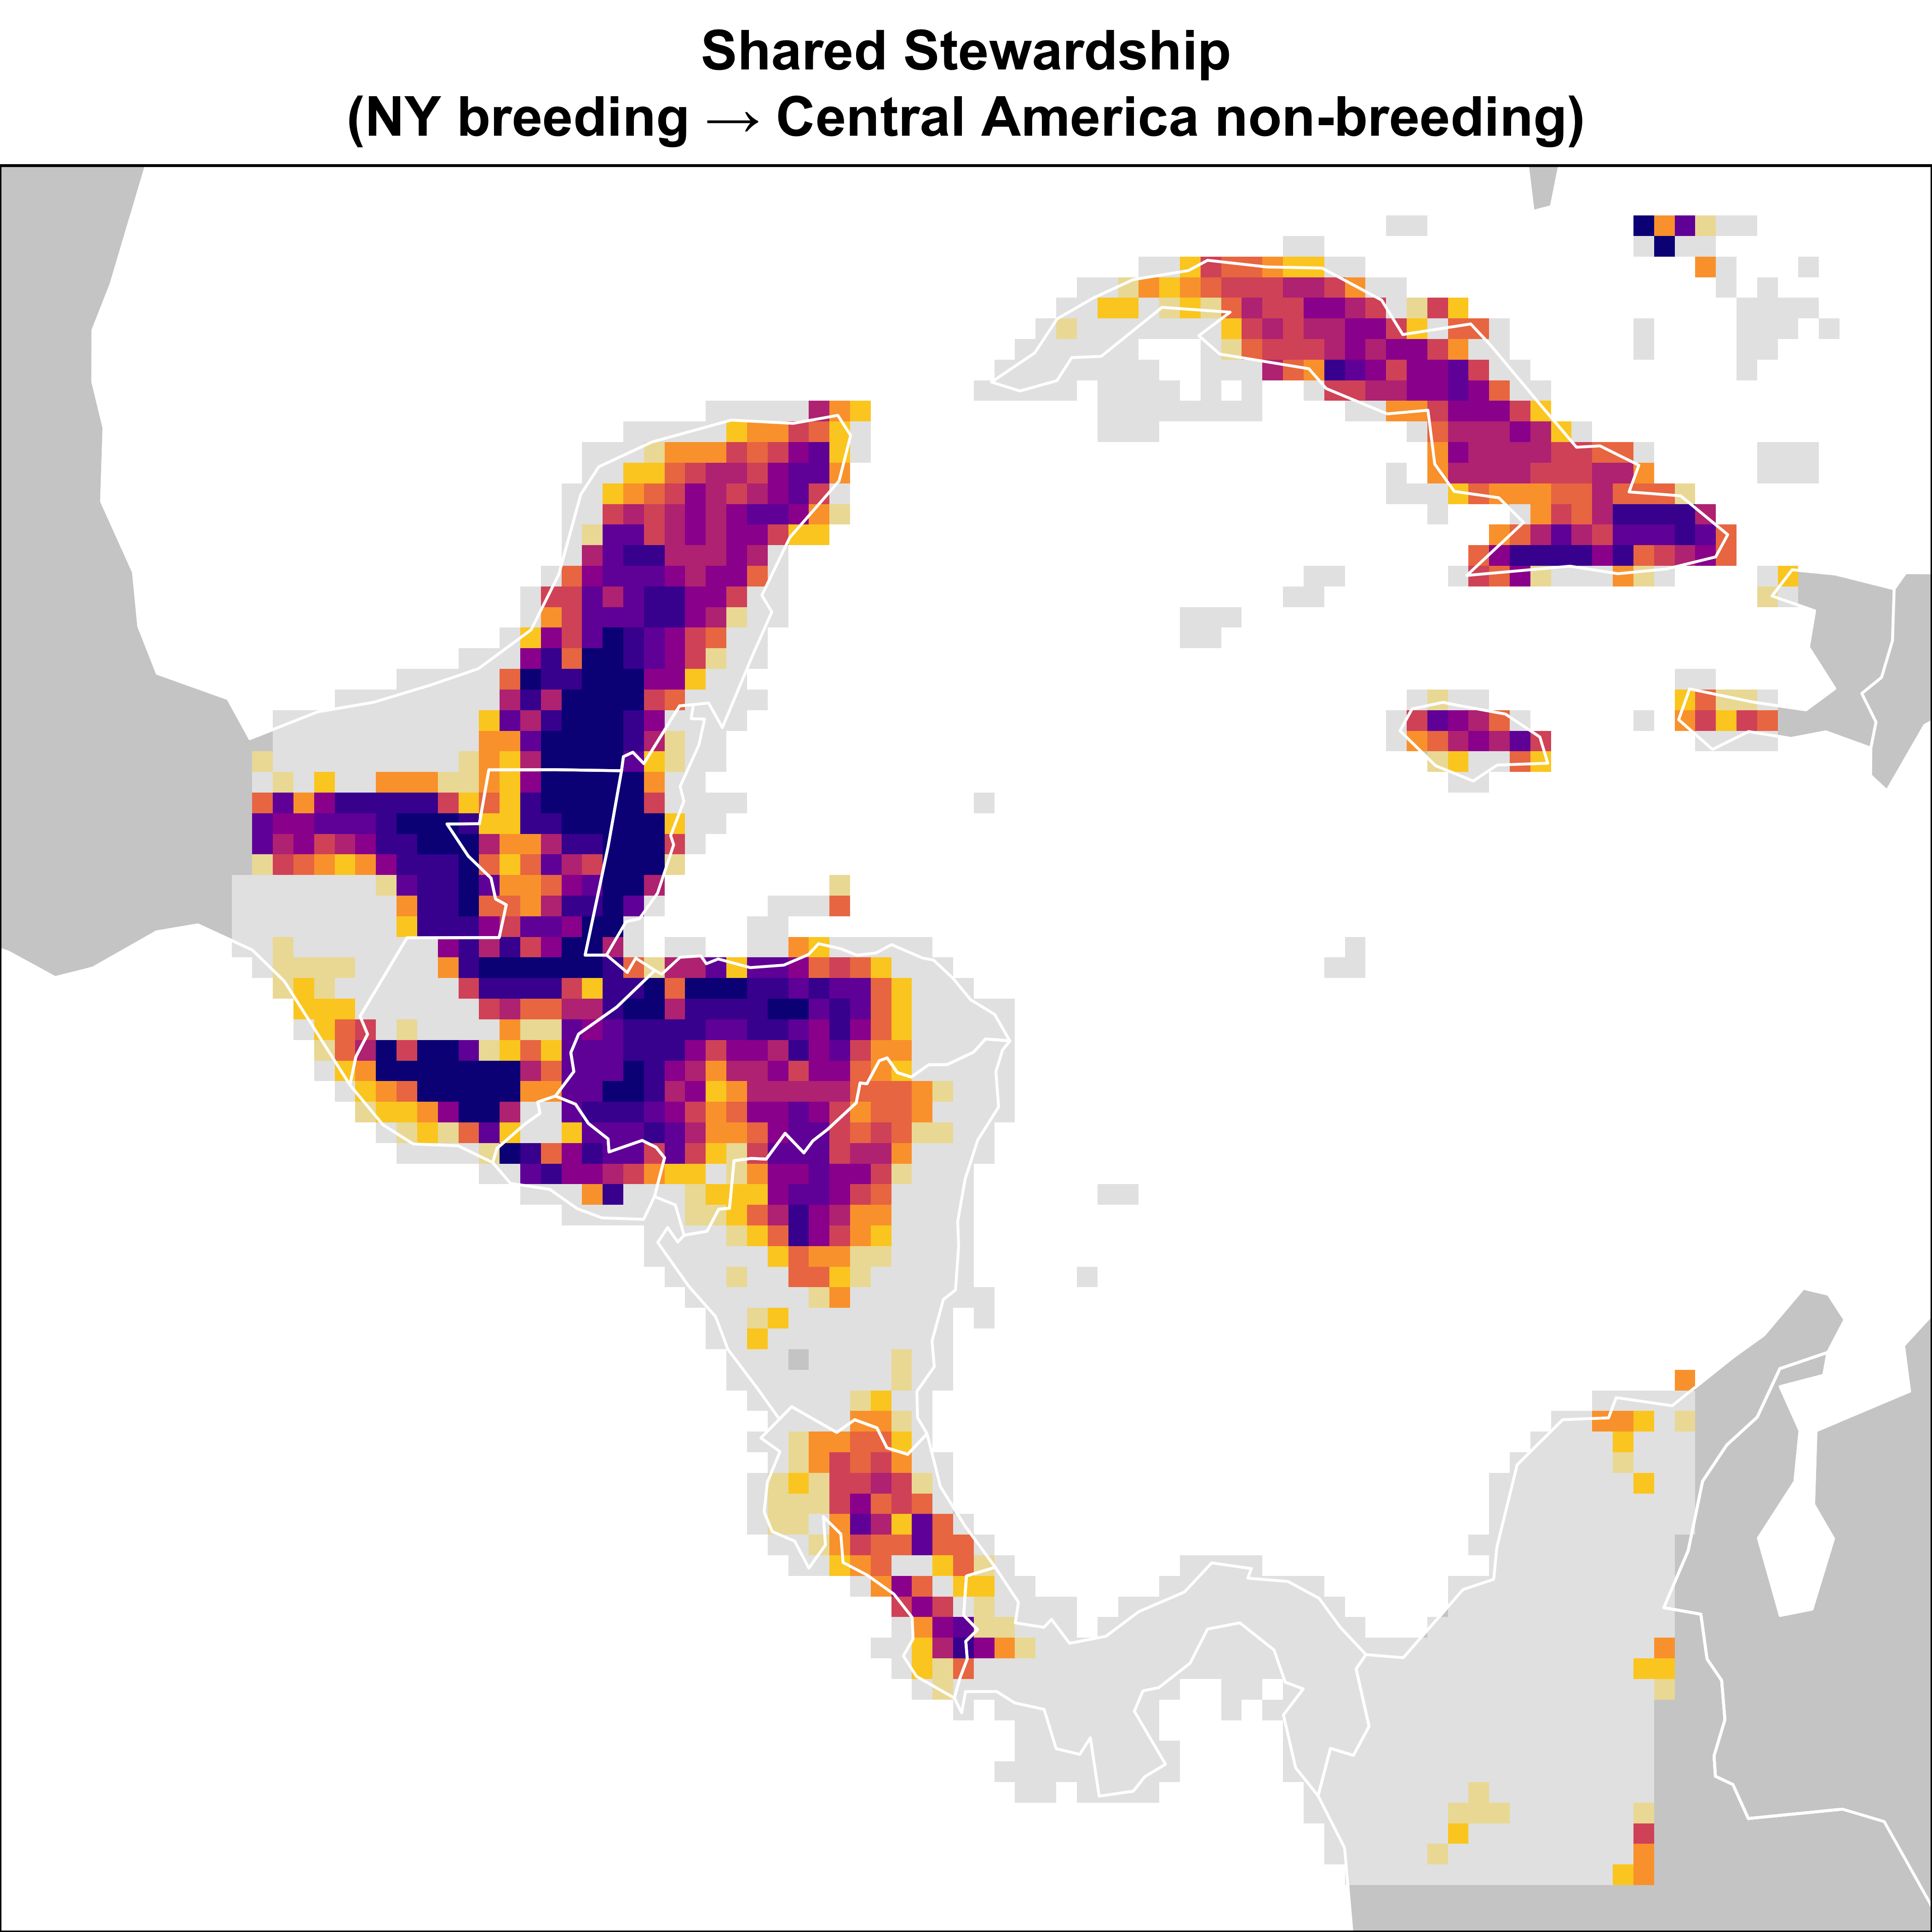 Shared Stewardship
(NY breeding → Central America non-breeding)